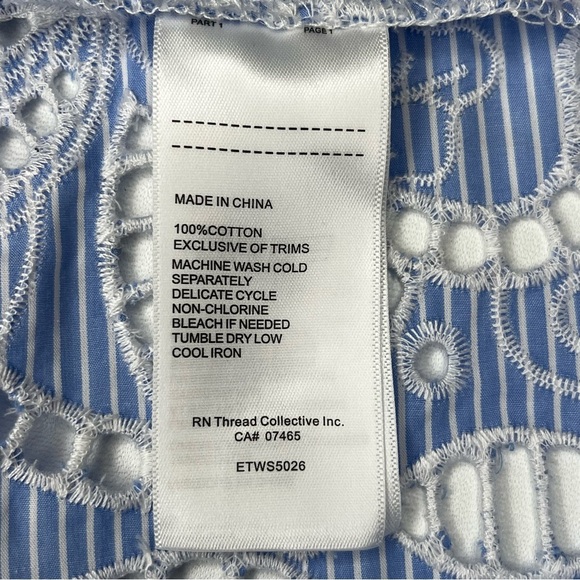 PART 1 PAGE 1
MADE IN CHINA
100%COTTON
EXCLUSIVE OF TRIMS
MACHINE WASH COLD
SEPARATELY
DELICATE CYCLE
NON-CHLORINE
BLEACH IF NEEDED
TUMBLE DRY LOW
COOL IRON
RN Thread Collective Inc.
CA# 07465
ETWS5026